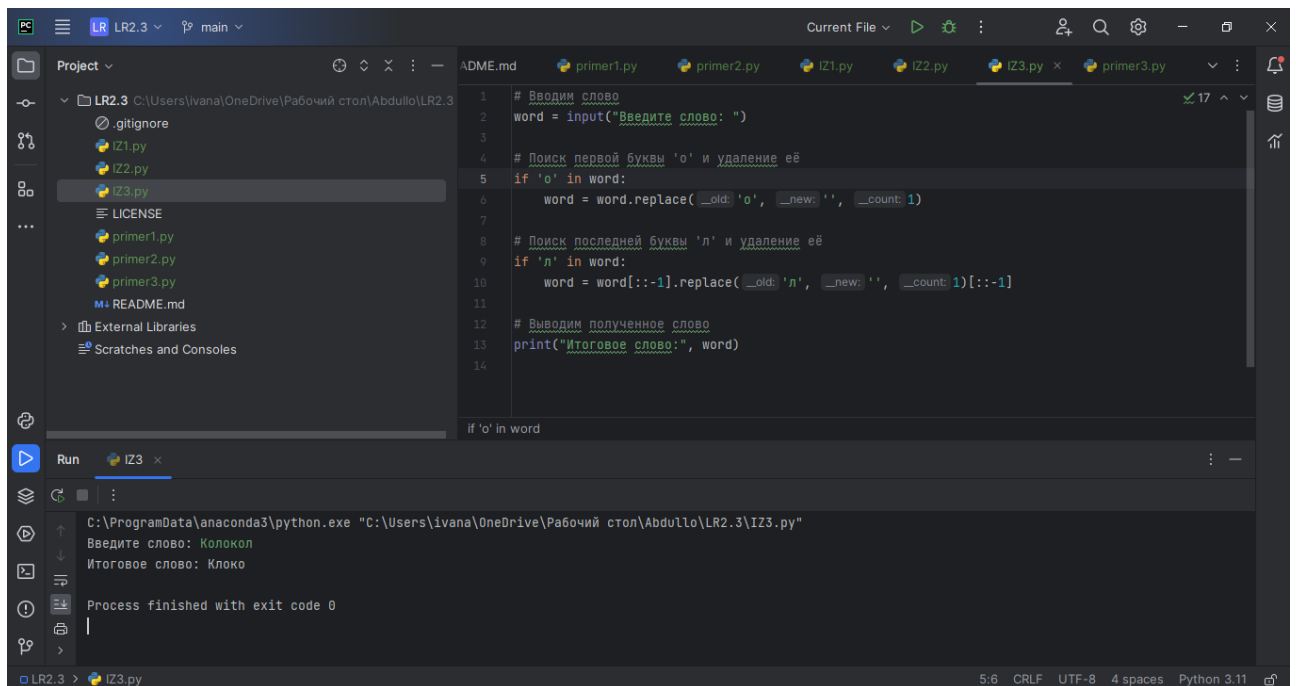 PC LR LR2.3 main Current File
Project
ADME.md primer1.py primer2.py IZ1.py IZ2.py IZ3.py primer3.py
LR2.3 C:\Users\ivana\OneDrive\Рабочий стол\Abdullo\LR2.3
.gitignore
IZ1.py
IZ2.py
IZ3.py
LICENSE
primer1.py
primer2.py
primer3.py
M↓ README.md
External Libraries
Scratches and Consoles
17
1 # Вводим слово
2 word = input("Введите слово: ")
3
4 # Поиск первой буквы 'о' и удаление её
5 if 'о' in word:
6 word = word.replace( __old: 'о', __new: '', __count: 1)
7
8 # Поиск последней буквы 'л' и удаление её
9 if 'л' in word:
10 word = word[::-1].replace( __old: 'л', __new: '', __count: 1)[::-1]
11
12 # Выводим полученное слово
13 print("Итоговое слово:", word)
14
if 'о' in word
Run IZ3
C:\ProgramData\anaconda3\python.exe "C:\Users\ivana\OneDrive\Рабочий стол\Abdullo\LR2.3\IZ3.py"
Введите слово: Колокол
Итоговое слово: Клоко
Process finished with exit code 0
LR2.3 > IZ3.py 5:6 CRLF UTF-8 4 spaces Python 3.11